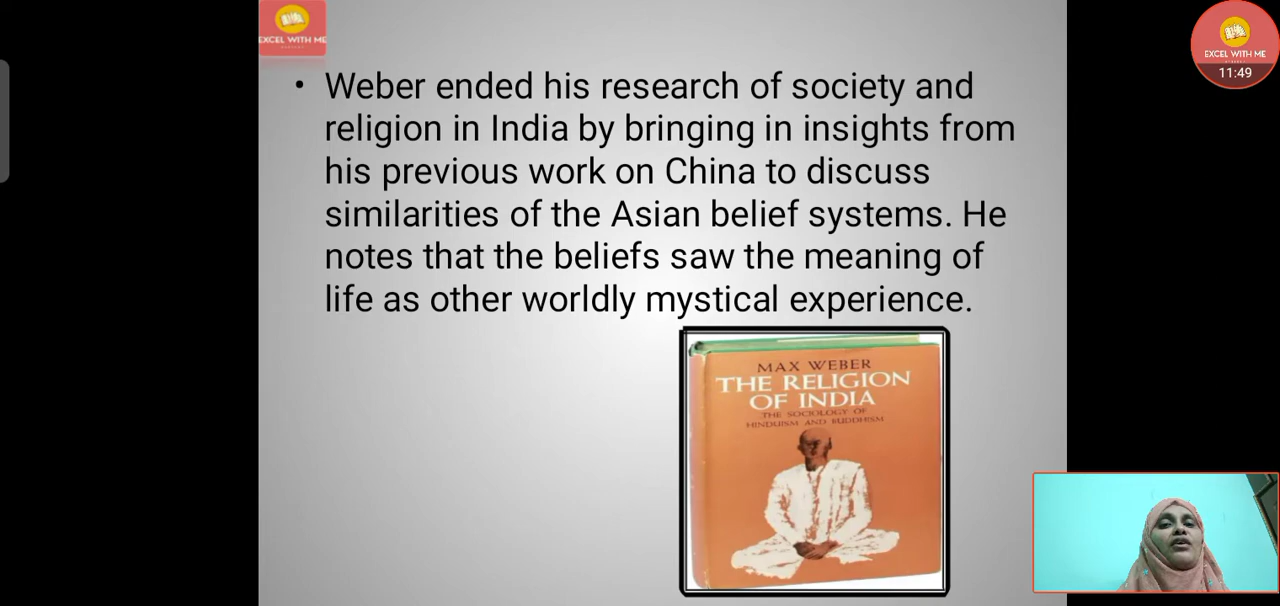 EXCEL WITH ME
• Weber ended his research of society and
religion in India by bringing in insights from
his previous work on China to discuss
similarities of the Asian belief systems. He
notes that the beliefs saw the meaning of
life as other worldly mystical experience.
MAX WEBER
THE RELIGION
OF INDIA
THE SOCIOLOGY OF
HINDUISM AND BUDDHISM
EXCEL WITH ME
11:49